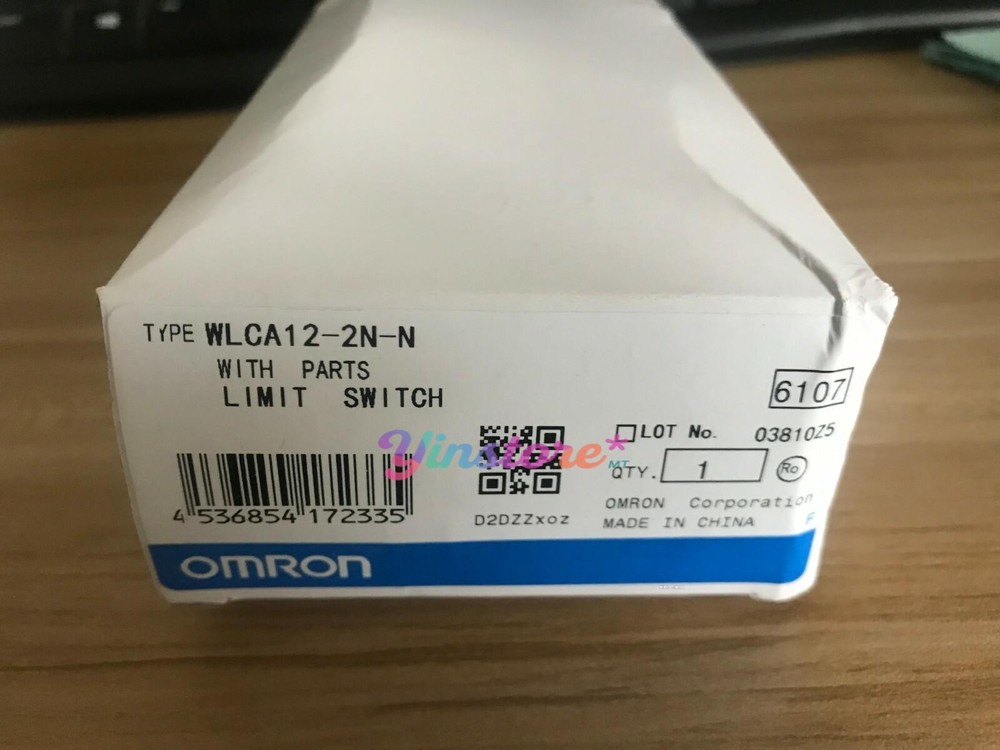 TYPE WLCA12-2N-N
WITH PARTS
LIMIT SWITCH
6107
LOT No. 03810Z5
Yinstore*
MT
QTY. 1 Ro
4 536854 172335
D2DZZxoz
OMRON Corporation
MADE IN CHINA F
OMRON